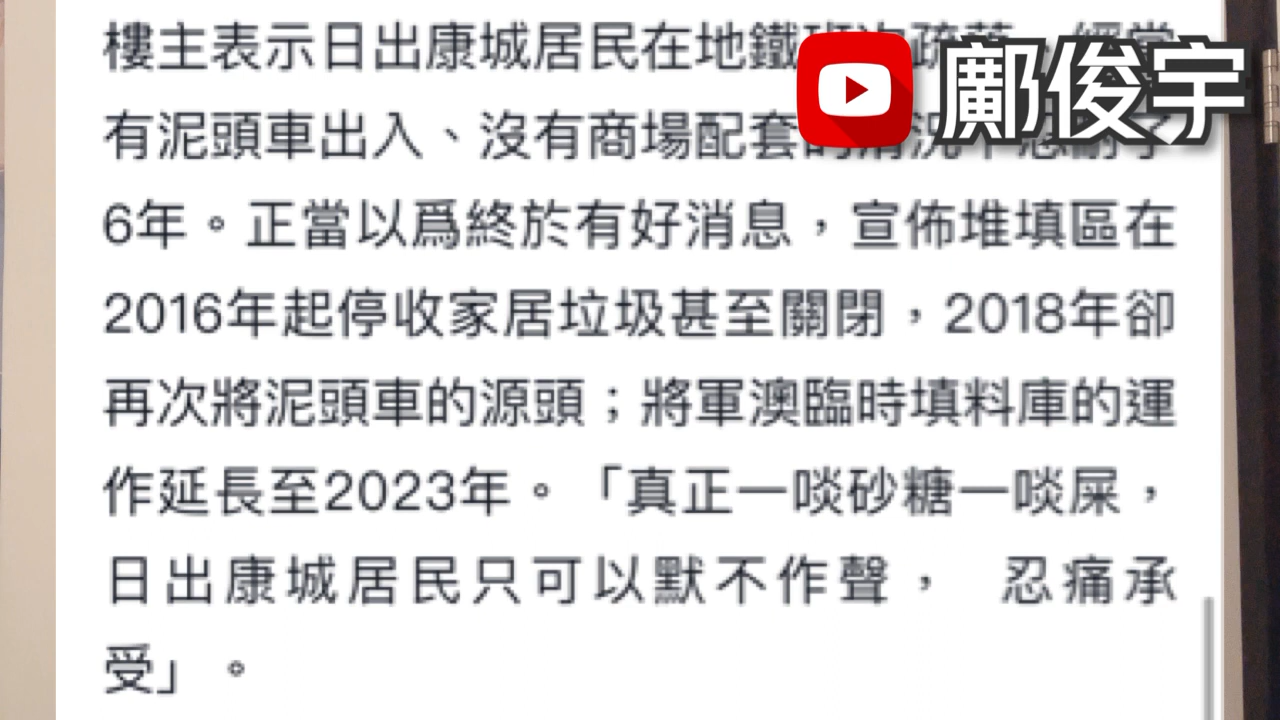 樓主表示日出康城居民在地鐵
鄺俊宇
有泥頭車出入、沒有商場配套
6年。正當以爲終於有好消息，宣佈堆填區在
2016年起停收家居垃圾甚至關閉，2018年卻
再次將泥頭車的源頭；將軍澳臨時填料庫的運
作延長至2023年。「真正一啖砂糖一啖屎，
日出康城居民只可以默不作聲， 忍痛承
受」。